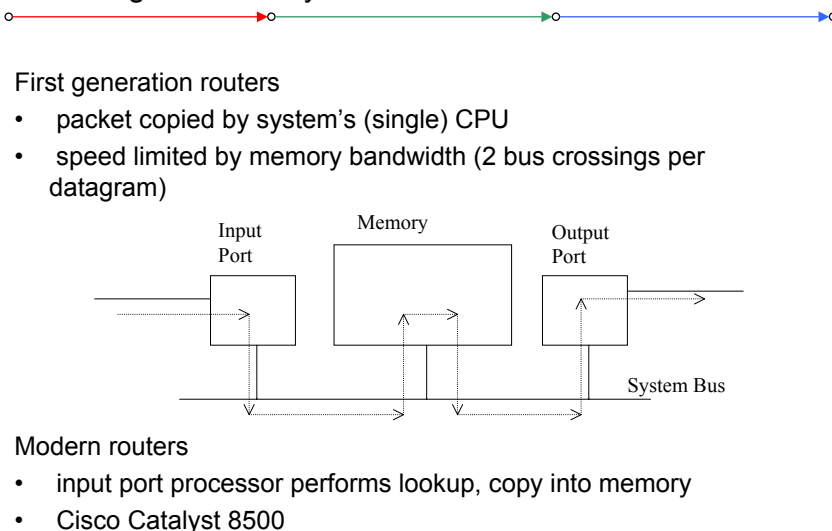 First generation routers
• packet copied by system's (single) CPU
• speed limited by memory bandwidth (2 bus crossings per
datagram)
Input
Port
Memory
Output
Port
System Bus
Modern routers
• input port processor performs lookup, copy into memory
• Cisco Catalyst 8500